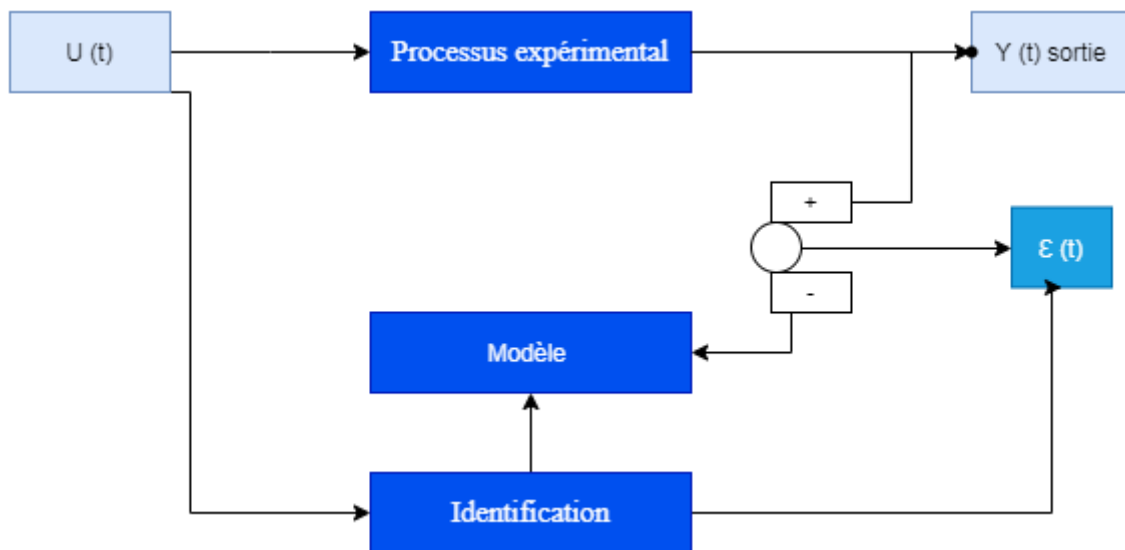 U (t)
Processus expérimental
Y (t) sortie
+
Ɛ (t)
-
Modèle
Identification